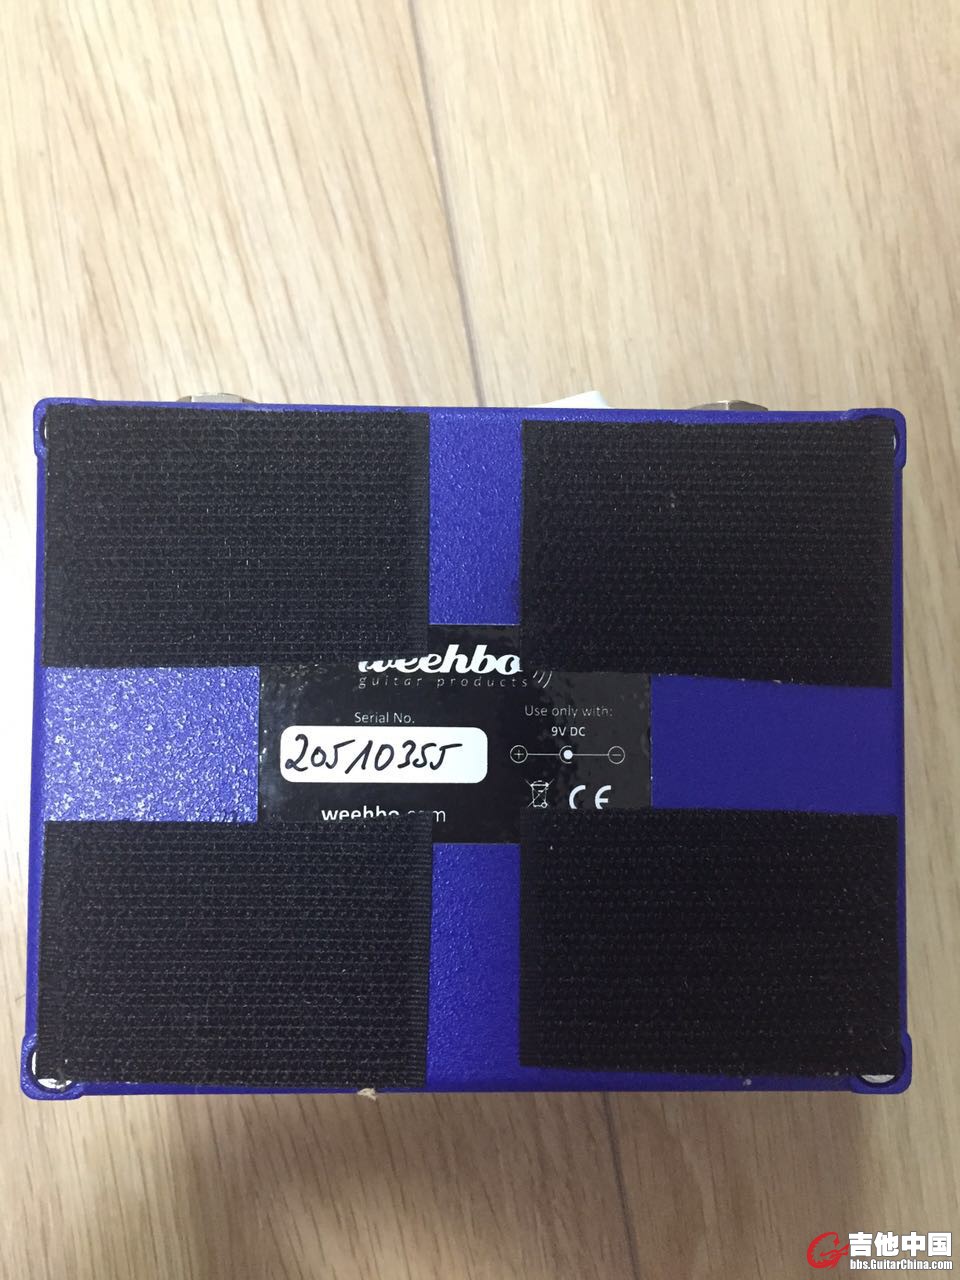 weehbo
guitar products
Serial No.
20510355
Use only with:
9V DC
+ -
CE
weehbo.com
吉他中国
bbs.GuitarChina.com